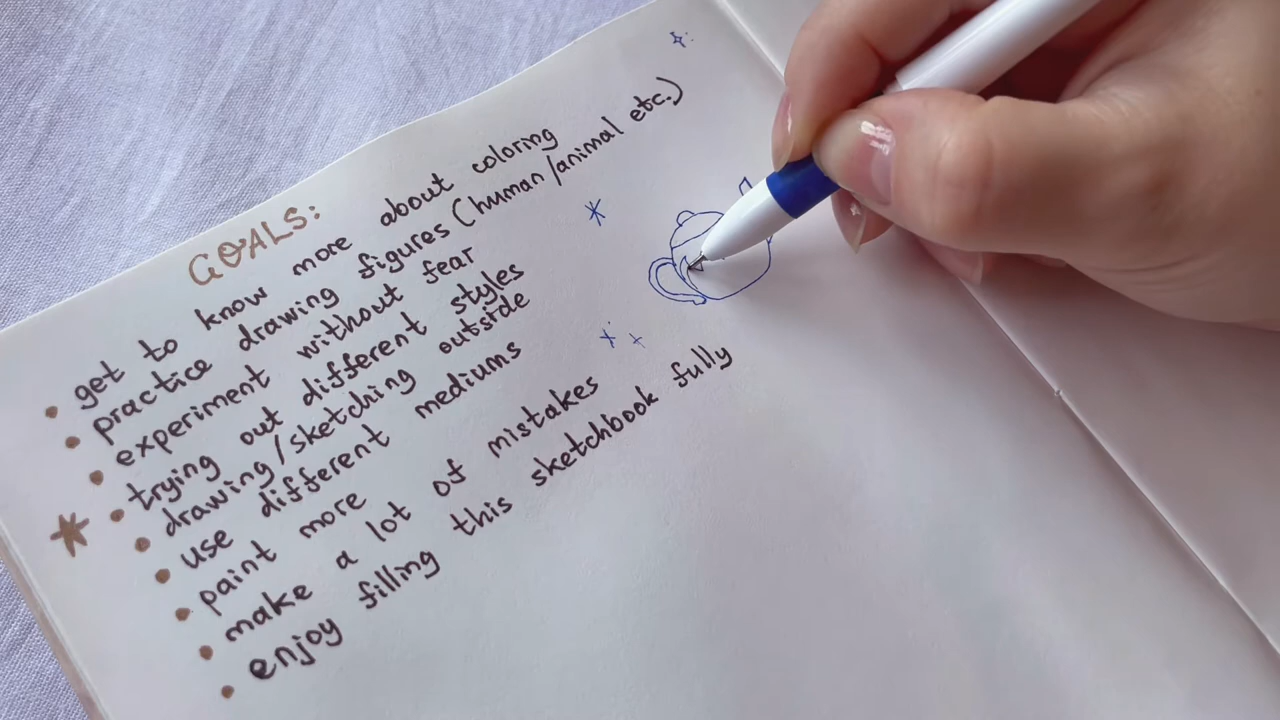 GOALS:
• get to know more about coloring
• practice drawing figures (human/animal etc.)
• experiment without fear
• trying out different styles
• drawing/sketching outside
• use different mediums
• paint more
• make a lot of mistakes
• enjoy filling this sketchbook fully